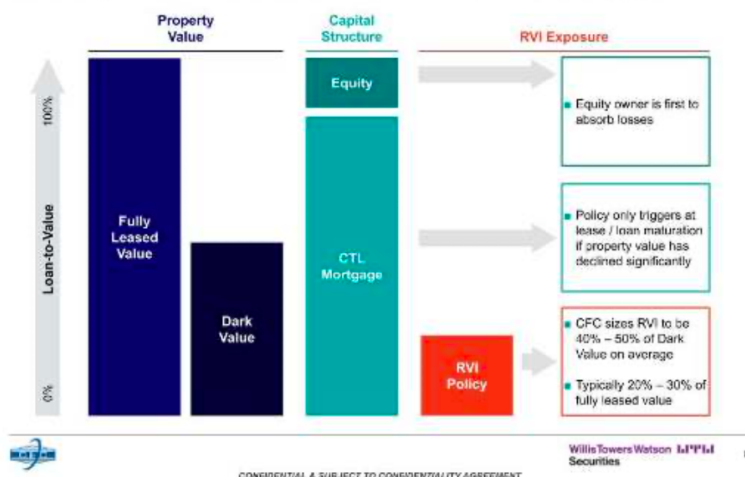 Property
Value
Capital
Structure
RVI Exposure
Loan-to-Value
100%
0%
Fully
Leased
Value
Dark
Value
Equity
CTL
Mortgage
RVI
Policy
Equity owner is first to
absorb losses
Policy only triggers at
lease / loan maturation
if property value has
declined significantly
CFC sizes RVI to be
40% – 50% of Dark
Value on average
Typically 20% – 30% of
fully leased value
CFC
WillisTowersWatson
Securities
CONFIDENTIAL & SUBJECT TO CONFIDENTIALITY AGREEMENT